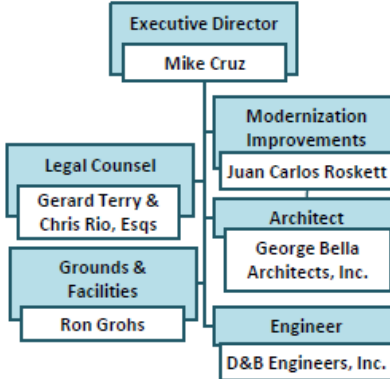 Executive Director
Mike Cruz
Modernization
Improvements
Juan Carlos Roskett
Legal Counsel
Gerard Terry &
Chris Rio, Esqs
Architect
George Bella
Architects, Inc.
Grounds &
Facilities
Ron Grohs
Engineer
D&B Engineers, Inc.